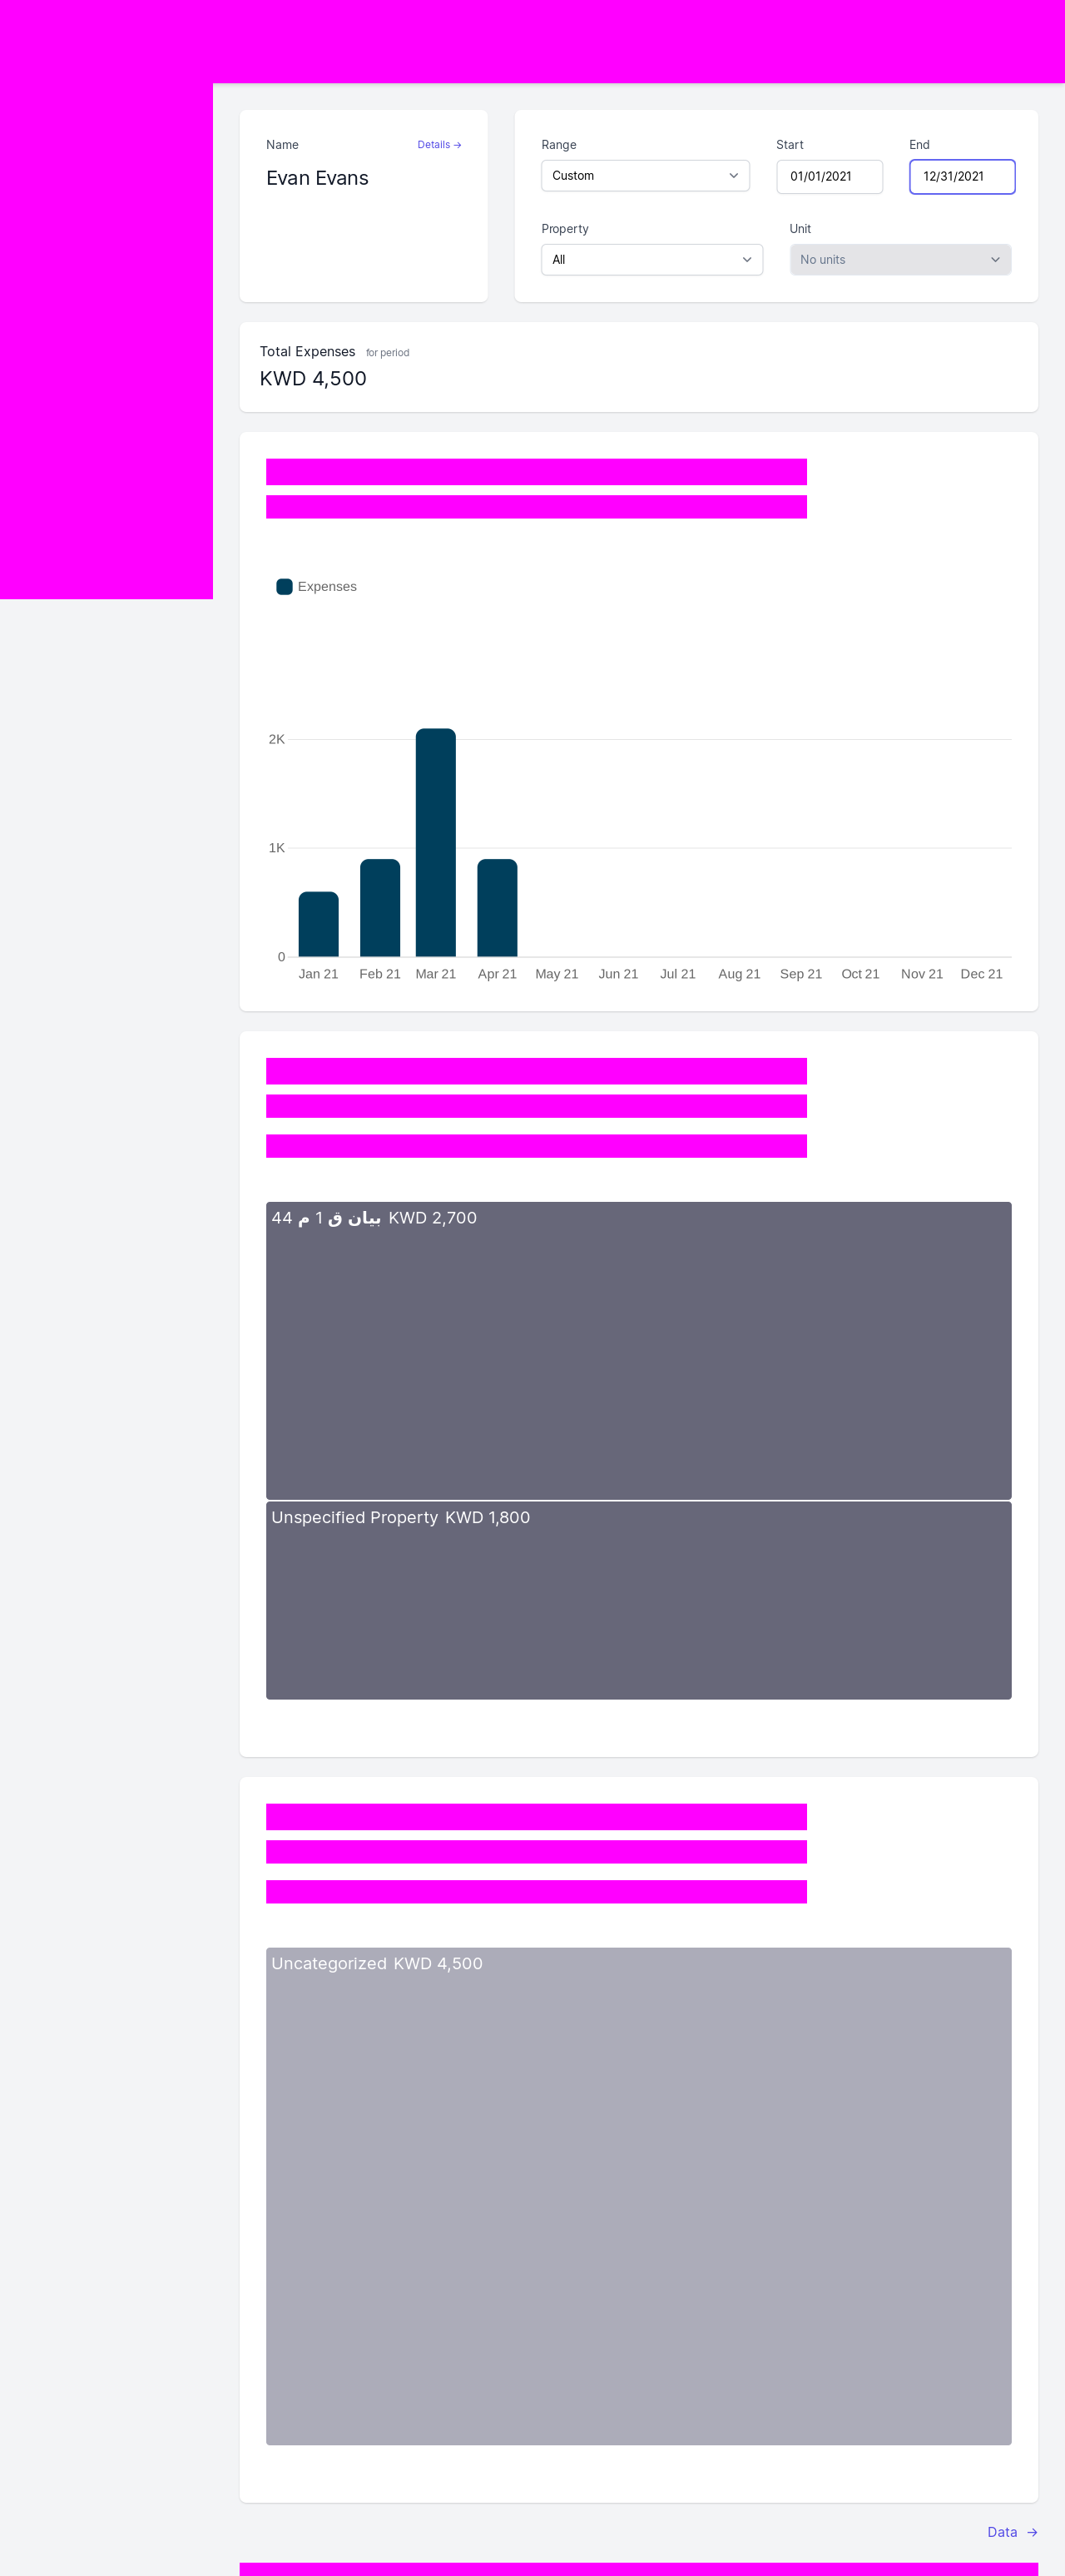 Name
Details →
Evan Evans
Range
Start
End
Custom
01/01/2021
12/31/2021
Property
Unit
All
No units
Total Expenses for period
KWD 4,500
Expenses
2K
1K
0
Jan 21 Feb 21 Mar 21 Apr 21 May 21 Jun 21 Jul 21 Aug 21 Sep 21 Oct 21 Nov 21 Dec 21
بيان ق 1 م 44 KWD 2,700
Unspecified Property KWD 1,800
Uncategorized KWD 4,500
Data →